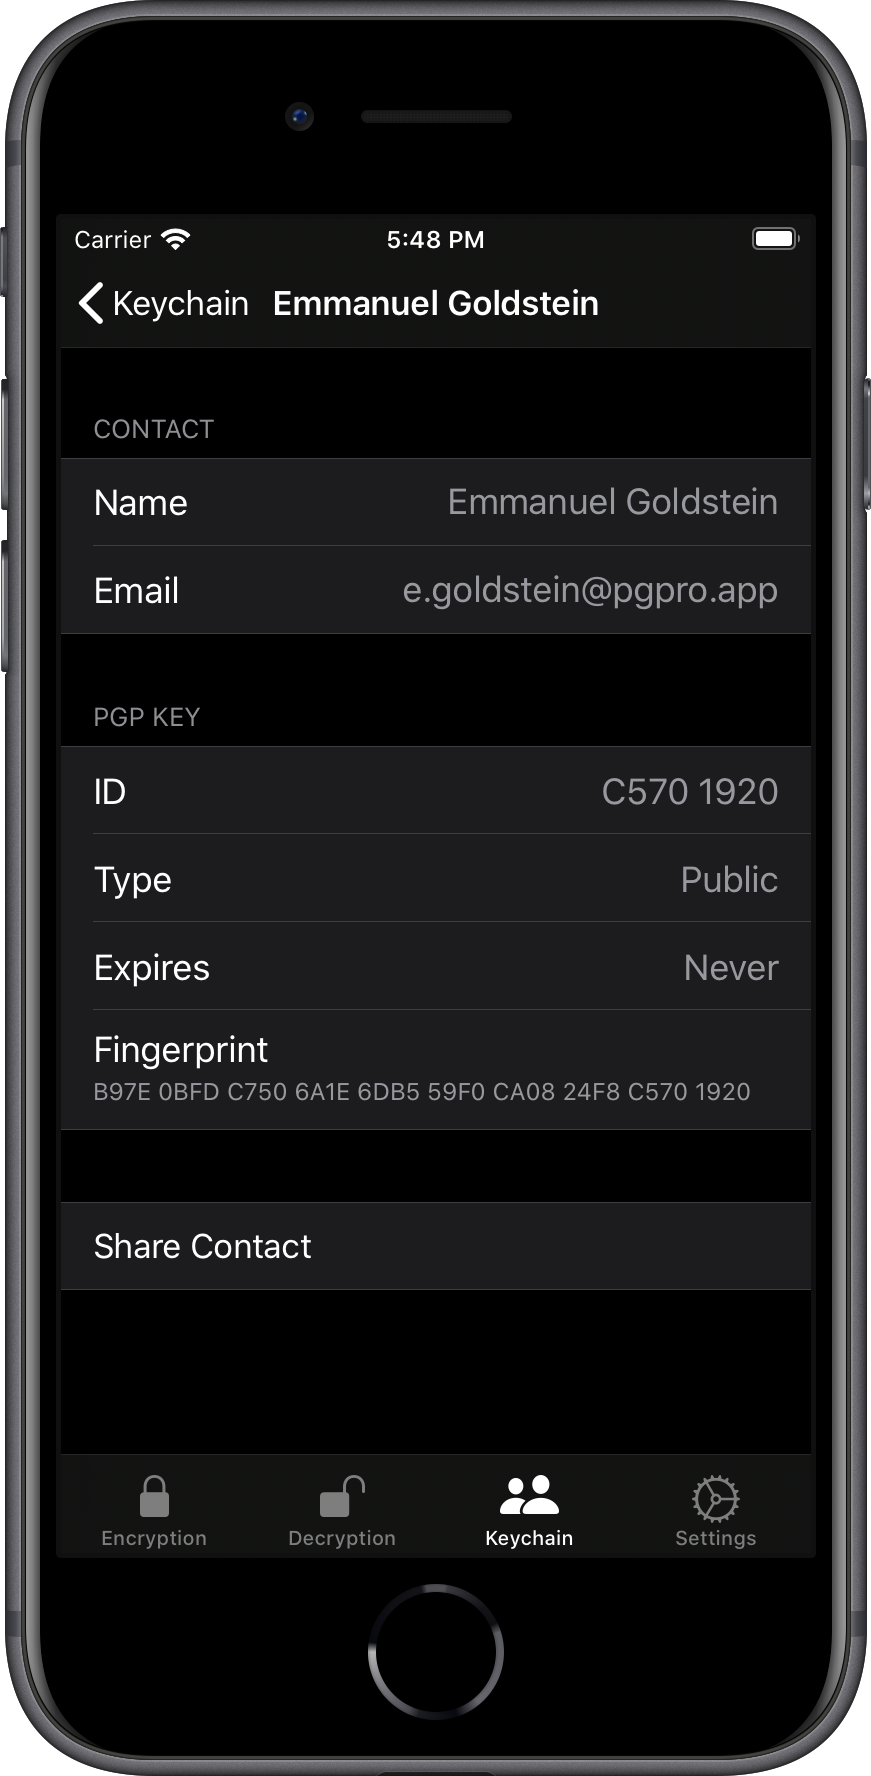 Carrier 5:48 PM
Keychain Emmanuel Goldstein
CONTACT
Name Emmanuel Goldstein
Email e.goldstein@pgpro.app
PGP KEY
ID C570 1920
Type Public
Expires Never
Fingerprint
B97E 0BFD C750 6A1E 6DB5 59F0 CA08 24F8 C570 1920
Share Contact
Encryption Decryption Keychain Settings